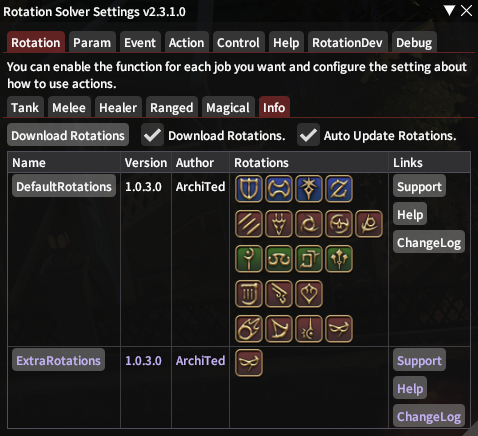 Rotation Solver Settings v2.3.1.0
Rotation Param Event Action Control Help RotationDev Debug
You can enable the function for each job you want and configure the setting about
how to use actions.
Tank Melee Healer Ranged Magical Info
Download Rotations Download Rotations. Auto Update Rotations.
Name Version Author Rotations Links
DefaultRotations 1.0.3.0 ArchiTed Support
Help
ChangeLog
ExtraRotations 1.0.3.0 ArchiTed Support
Help
ChangeLog